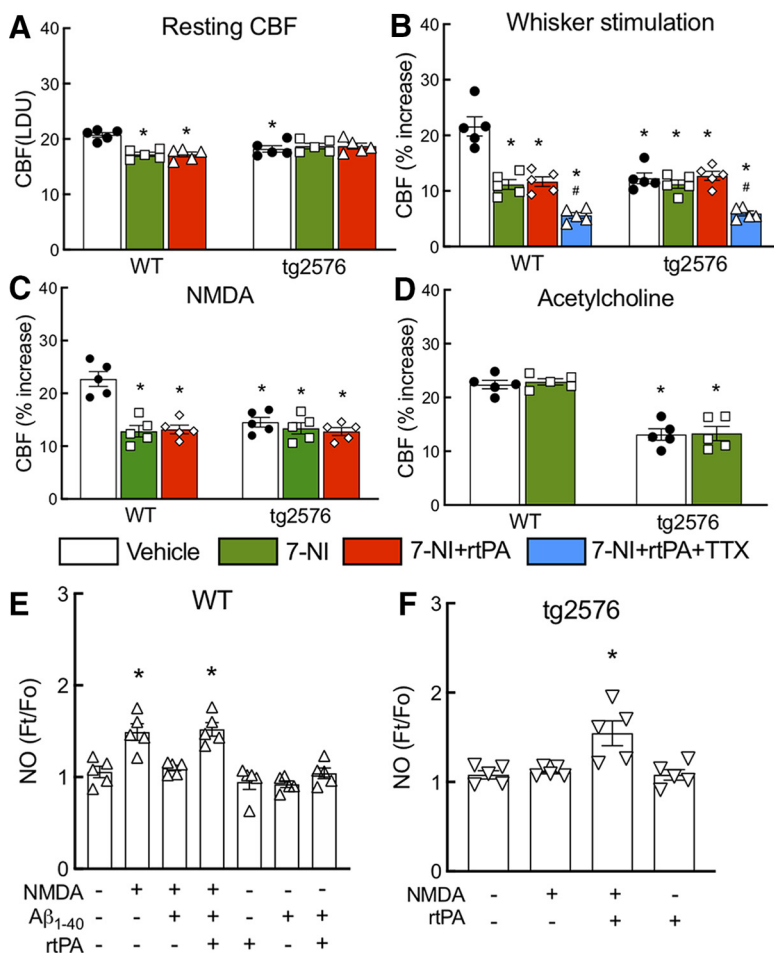 A Resting CBF
CBF(LDU)
40
30
20
10
0
* * *
WT tg2576
B Whisker stimulation
CBF (% increase)
40
30
20
10
0
* * * # * * * * #
WT tg2576
C NMDA
CBF (% increase)
40
30
20
10
0
* * * * *
WT tg2576
D Acetylcholine
CBF (% increase)
40
30
20
10
0
* *
WT tg2576
Vehicle 7-NI 7-NI+rtPA 7-NI+rtPA+TTX
E WT
NO (Ft/Fo)
3
2
1
0
* *
NMDA - + + + - - -
Aβ1-40 - - + + - + +
rtPA - - - + + - +
F tg2576
NO (Ft/Fo)
3
2
1
0
*
NMDA - + + -
rtPA - - + +